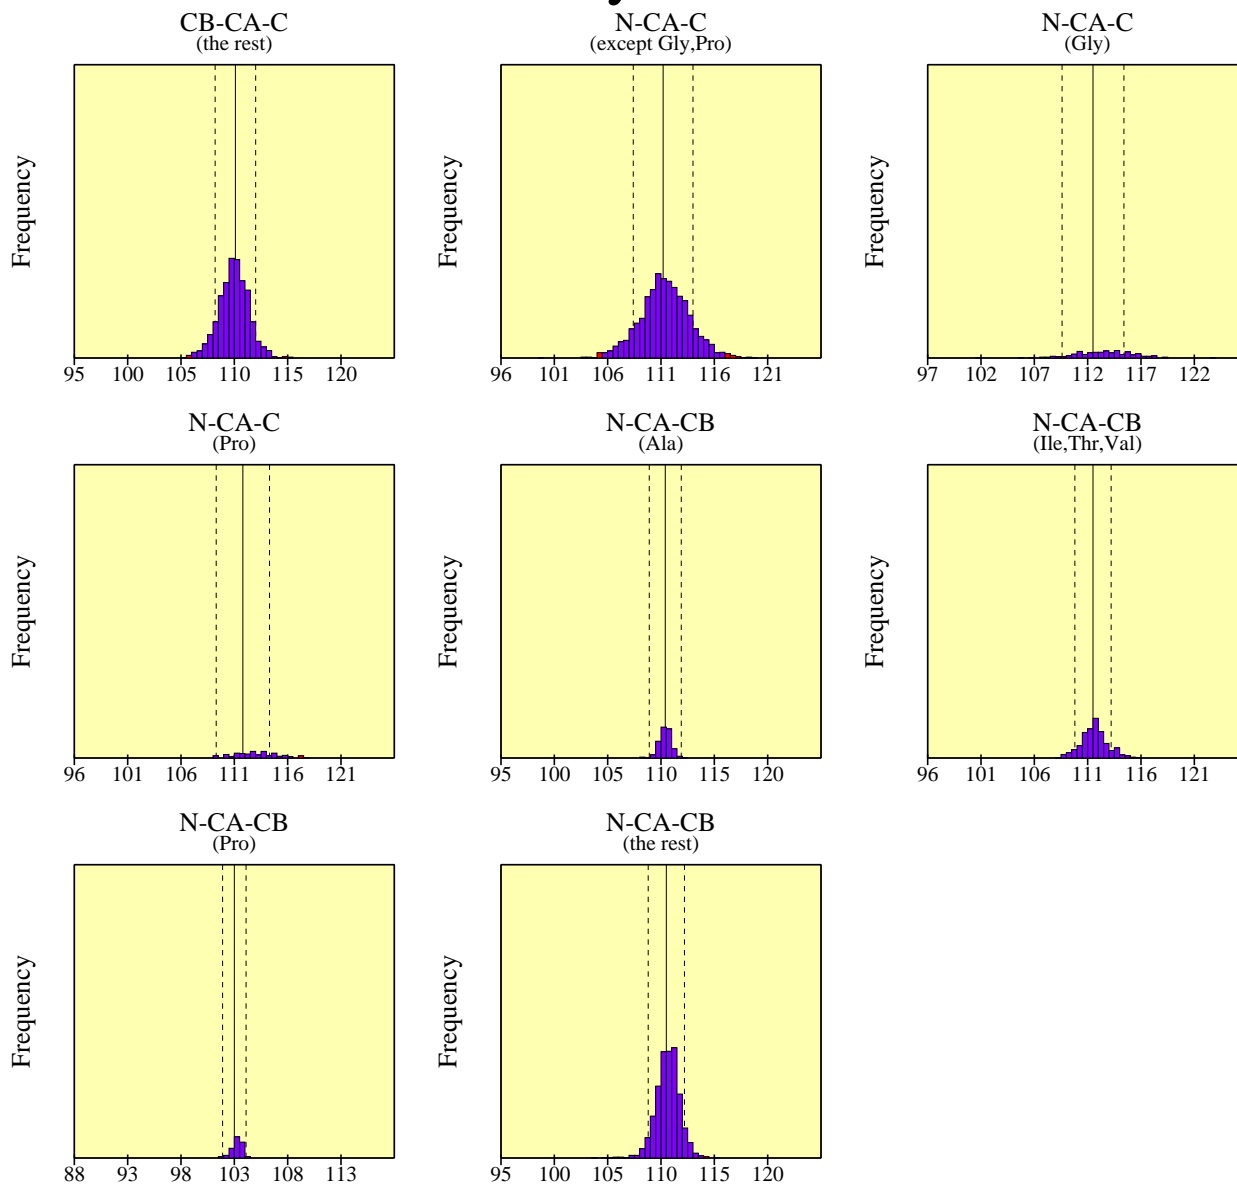 CB-CA-C
(the rest)
Frequency
95 100 105 110 115 120
N-CA-C
(except Gly,Pro)
Frequency
96 101 106 111 116 121
N-CA-C
(Gly)
Frequency
97 102 107 112 117 122
N-CA-C
(Pro)
Frequency
96 101 106 111 116 121
N-CA-CB
(Ala)
Frequency
95 100 105 110 115 120
N-CA-CB
(Ile,Thr,Val)
Frequency
96 101 106 111 116 121
N-CA-CB
(Pro)
Frequency
88 93 98 103 108 113
N-CA-CB
(the rest)
Frequency
95 100 105 110 115 120